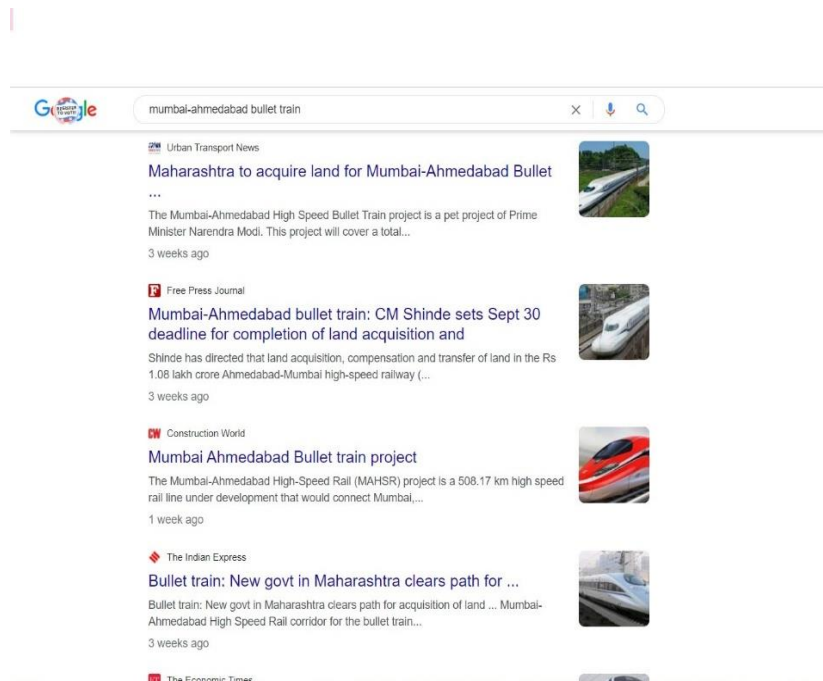 Google
REGISTER
TO VOTE
mumbai-ahmedabad bullet train
Urban Transport News
Maharashtra to acquire land for Mumbai-Ahmedabad Bullet
...
The Mumbai-Ahmedabad High Speed Bullet Train project is a pet project of Prime
Minister Narendra Modi. This project will cover a total...
3 weeks ago
Free Press Journal
Mumbai-Ahmedabad bullet train: CM Shinde sets Sept 30
deadline for completion of land acquisition and
Shinde has directed that land acquisition, compensation and transfer of land in the Rs
1.08 lakh crore Ahmedabad-Mumbai high-speed railway (...
3 weeks ago
CW Construction World
Mumbai Ahmedabad Bullet train project
The Mumbai-Ahmedabad High-Speed Rail (MAHSR) project is a 508.17 km high speed
rail line under development that would connect Mumbai,...
1 week ago
The Indian Express
Bullet train: New govt in Maharashtra clears path for ...
Bullet train: New govt in Maharashtra clears path for acquisition of land ... Mumbai-
Ahmedabad High Speed Rail corridor for the bullet train...
3 weeks ago
The Economic Times